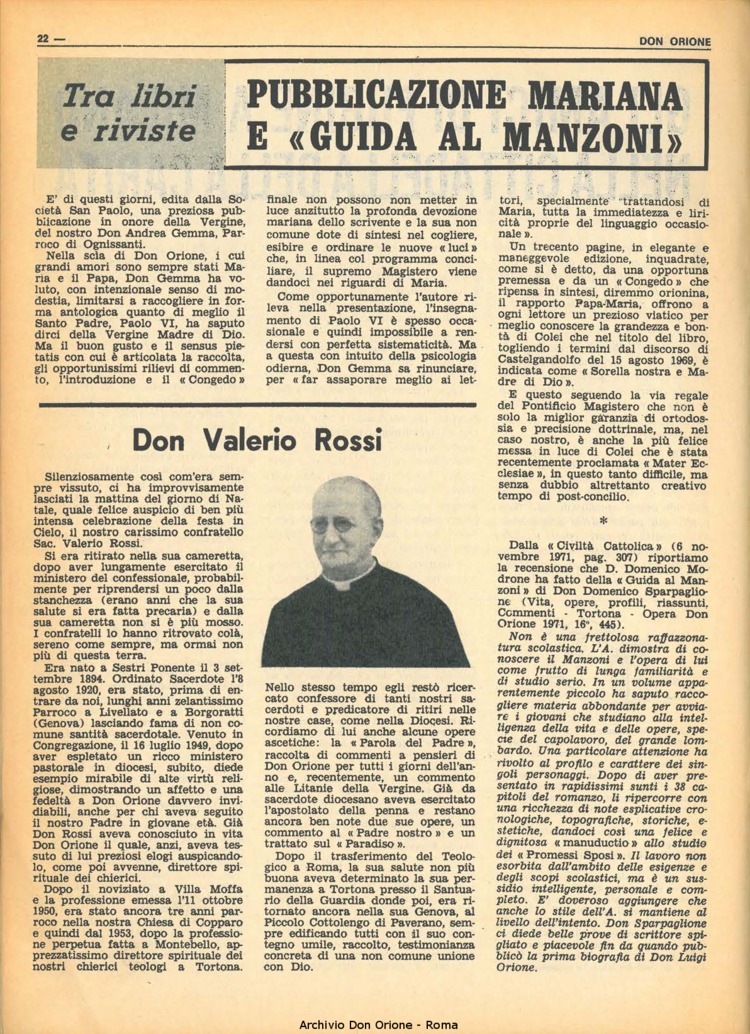 22 —
DON ORIONE
Tra libri
e riviste
PUBBLICAZIONE MARIANA
E «GUIDA AL MANZONI»
E' di questi giorni, edita dalla So-
cietà San Paolo, una preziosa pub-
blicazione in onore della Vergine,
del nostro Don Andrea Gemma, Par-
roco di Ognissanti.
Nella scia di Don Orione, i cui
grandi amori sono sempre stati Ma-
ria e il Papa, Don Gemma ha vo-
luto, con intenzionale senso di mo-
destia, limitarsi a raccogliere in for-
ma antologica quanto di meglio il
Santo Padre, Paolo VI, ha saputo
dirci della Vergine Madre di Dio.
Ma il buon gusto e il sensus pie-
tatis con cui è articolata la raccolta,
gli opportunissimi rilievi di commen-
to, l'introduzione e il «Congedo»
finale non possono non metter in
luce anzitutto la profonda devozione
mariana dello scrivente e la sua non
comune dote di sintesi nel cogliere,
esibire e ordinare le nuove «luci»
che, in linea col programma conci-
liare, il supremo Magistero viene
dandoci nei riguardi di Maria.
Come opportunamente l'autore ri-
leva nella presentazione, l'insegna-
mento di Paolo VI è spesso occa-
sionale e quindi impossibile a ren-
dersi con perfetta sistematicità. Ma
a questa con intuito della psicologia
odierna, Don Gemma sa rinunciare,
per «far assaporare meglio ai let-
tori, specialmente trattandosi di
Maria, tutta la immediatezza e liri-
cità proprie del linguaggio occasio-
nale».
Un trecento pagine, in elegante e
maneggevole edizione, inquadrate,
come si è detto, da una opportuna
premessa e da un «Congedo» che
ripensa in sintesi, diremmo orionina,
il rapporto Papa-Maria, offrono a
ogni lettore un prezioso viatico per
meglio conoscere la grandezza e bon-
tà di Colei che nel titolo del libro,
togliendo i termini dal discorso di
Castelgandolfo del 15 agosto 1969, è
indicata come «Sorella nostra e Ma-
dre di Dio».
E questo seguendo la via regale
del Pontificio Magistero che non è
solo la miglior garanzia di ortodos-
sia e precisione dottrinale, ma, nel
caso nostro, è anche la più felice
messa in luce di Colei che è stata
recentemente proclamata «Mater Ec-
clesiae», in questo tanto difficile, ma
senza dubbio altrettanto creativo
tempo di post-concilio.
*
Dalla «Civiltà Cattolica» (6 no-
vembre 1971, pag. 307) riportiamo
la recensione che D. Domenico Mo-
drone ha fatto della «Guida al Man-
zoni» di Don Domenico Sparpaglio-
ne (Vita, opere, profili, riassunti,
Commenti - Tortona - Opera Don
Orione 1971, 16°, 445).
Non è una frettolosa raffazzona-
tura scolastica. L'A. dimostra di co-
noscere il Manzoni e l'opera di lui
come frutto di lunga familiarità e
di studio serio. In un volume appa-
rentemente piccolo ha saputo racco-
gliere materia abbondante per avvia-
re i giovani che studiano alla intel-
ligenza della vita e delle opere, spe-
cie del capolavoro, del grande lom-
bardo. Una particolare attenzione ha
rivolto al profilo e carattere dei sin-
goli personaggi. Dopo di aver pre-
sentato in rapidissimi sunti i 38 ca-
pitoli del romanzo, li ripercorre con
una ricchezza di note esplicative cro-
nologiche, topografiche, storiche, e-
stetiche, dandoci così una felice e
dignitosa «manuductio» allo studio
dei «Promessi Sposi». Il lavoro non
esorbita dall'ambito delle esigenze e
degli scopi scolastici, ma è un sus-
sidio intelligente, personale e com-
pleto. E' doveroso aggiungere che
anche lo stile dell'A. si mantiene al
livello dell'intento. Don Sparpaglione
ci diede belle prove di scrittore spi-
gliato e piacevole fin da quando pub-
blicò la prima biografia di Don Luigi
Orione.
Don Valerio Rossi
Silenziosamente così com'era sem-
pre vissuto, ci ha improvvisamente
lasciati la mattina del giorno di Na-
tale, quale felice auspicio di ben più
intensa celebrazione della festa in
Cielo, il nostro carissimo confratello
Sac. Valerio Rossi.
Si era ritirato nella sua cameretta,
dopo aver lungamente esercitato il
ministero del confessionale, probabil-
mente per riprendersi un poco dalla
stanchezza (erano anni che la sua
salute si era fatta precaria) e dalla
sua cameretta non si è più mosso.
I confratelli lo hanno ritrovato colà,
sereno come sempre, ma ormai non
più di questa terra.
Era nato a Sestri Ponente il 3 set-
tembre 1894. Ordinato Sacerdote l'8
agosto 1920, era stato, prima di en-
trare da noi, lunghi anni zelantissimo
Parroco a Livellato e a Borgoratti
(Genova) lasciando fama di non co-
mune santità sacerdotale. Venuto in
Congregazione, il 16 luglio 1949, dopo
aver espletato un ricco ministero
pastorale in diocesi, subito, diede
esempio mirabile di alte virtù reli-
giose, dimostrando un affetto e una
fedeltà a Don Orione davvero invi-
diabili, anche per chi aveva seguito
il nostro Padre in giovane età. Già
Don Rossi aveva conosciuto in vita
Don Orione il quale, anzi, aveva tes-
suto di lui preziosi elogi auspicando-
lo, come poi avvenne, direttore spi-
rituale dei chierici.
Dopo il noviziato a Villa Moffa
e la professione emessa l'11 ottobre
1950, era stato ancora tre anni par-
roco nella nostra Chiesa di Copparo
e quindi dal 1953, dopo la professio-
ne perpetua fatta a Montebello, ap-
prezzatissimo direttore spirituale dei
nostri chierici teologi a Tortona.
Nello stesso tempo egli restò ricer-
cato confessore di tanti nostri sa-
cerdoti e predicatore di ritiri nelle
nostre case, come nella Diocesi. Ri-
cordiamo di lui anche alcune opere
ascetiche: la «Parola del Padre»,
raccolta di commenti a pensieri di
Don Orione per tutti i giorni dell'an-
no e, recentemente, un commento
alle Litanie della Vergine. Già da
sacerdote diocesano aveva esercitato
l'apostolato della penna e restano
ancora ben note due sue opere, un
commento al «Padre nostro» e un
trattato sul «Paradiso».
Dopo il trasferimento del Teolo-
gico a Roma, la sua salute non più
buona aveva determinato la sua per-
manenza a Tortona presso il Santua-
rio della Guardia donde poi, era ri-
tornato ancora nella sua Genova, al
Piccolo Cottolengo di Paverano, sem-
pre edificando tutti con il suo con-
tegno umile, raccolto, testimonianza
concreta di una non comune unione
con Dio.
Archivio Don Orione - Roma